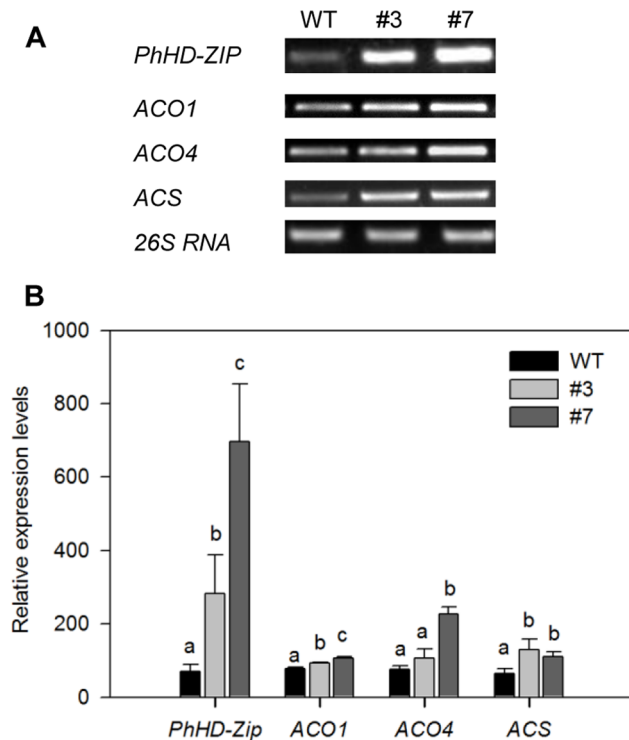 A
WT #3 #7
PhHD-ZIP
ACO1
ACO4
ACS
26S RNA
B
1000
800
600
400
200
0
Relative expression levels
WT
#3
#7
a b c
a b c
a a b
a b b
PhHD-Zip ACO1 ACO4 ACS